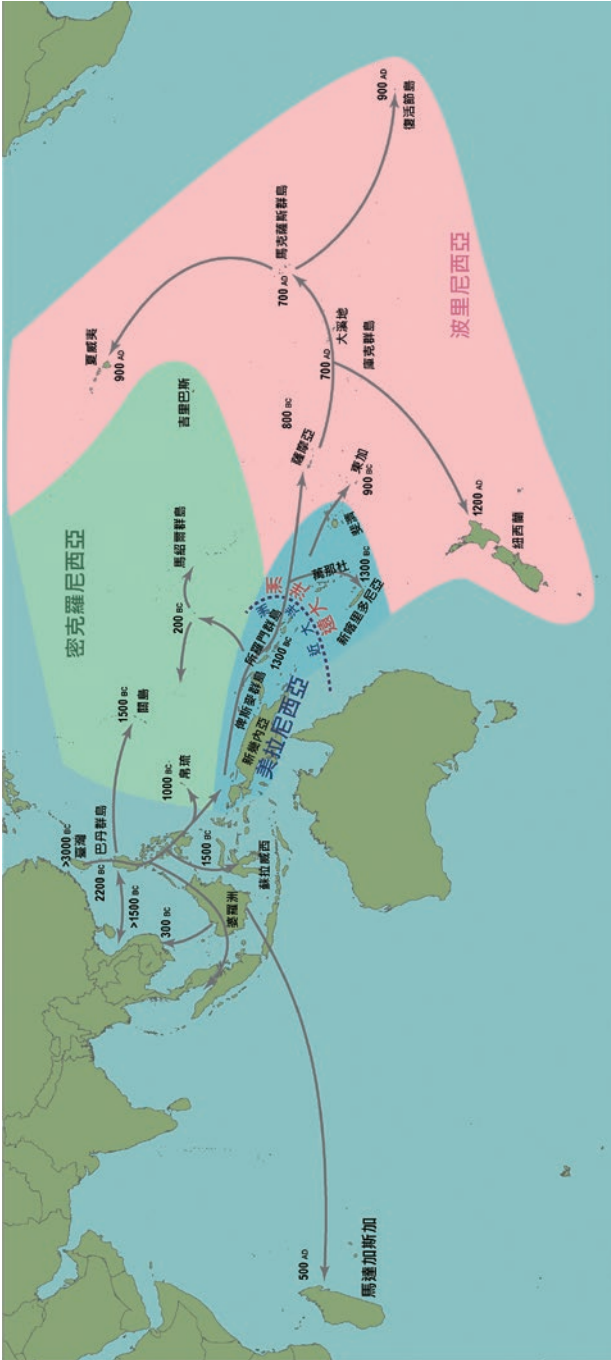 >3000 BC
臺灣
2200 BC
巴丹群島
>1500 BC
1500 BC
關島
密克羅尼西亞
夏威夷
900 AD
300 BC
1000 BC
帛琉
200 BC
馬紹爾群島
吉里巴斯
婆羅洲
1500 BC
蘇拉威西
俾斯麥群島
新幾內亞
美拉尼西亞
所羅門群島
1300 BC
近大洋洲
遠大洋洲
萬那杜
1300 BC
新喀里多尼亞
斐濟
800 BC
薩摩亞
東加
900 BC
700 AD
大溪地
庫克群島
700 AD
馬克薩斯群島
900 AD
復活節島
波里尼西亞
1200 AD
紐西蘭
500 AD
馬達加斯加